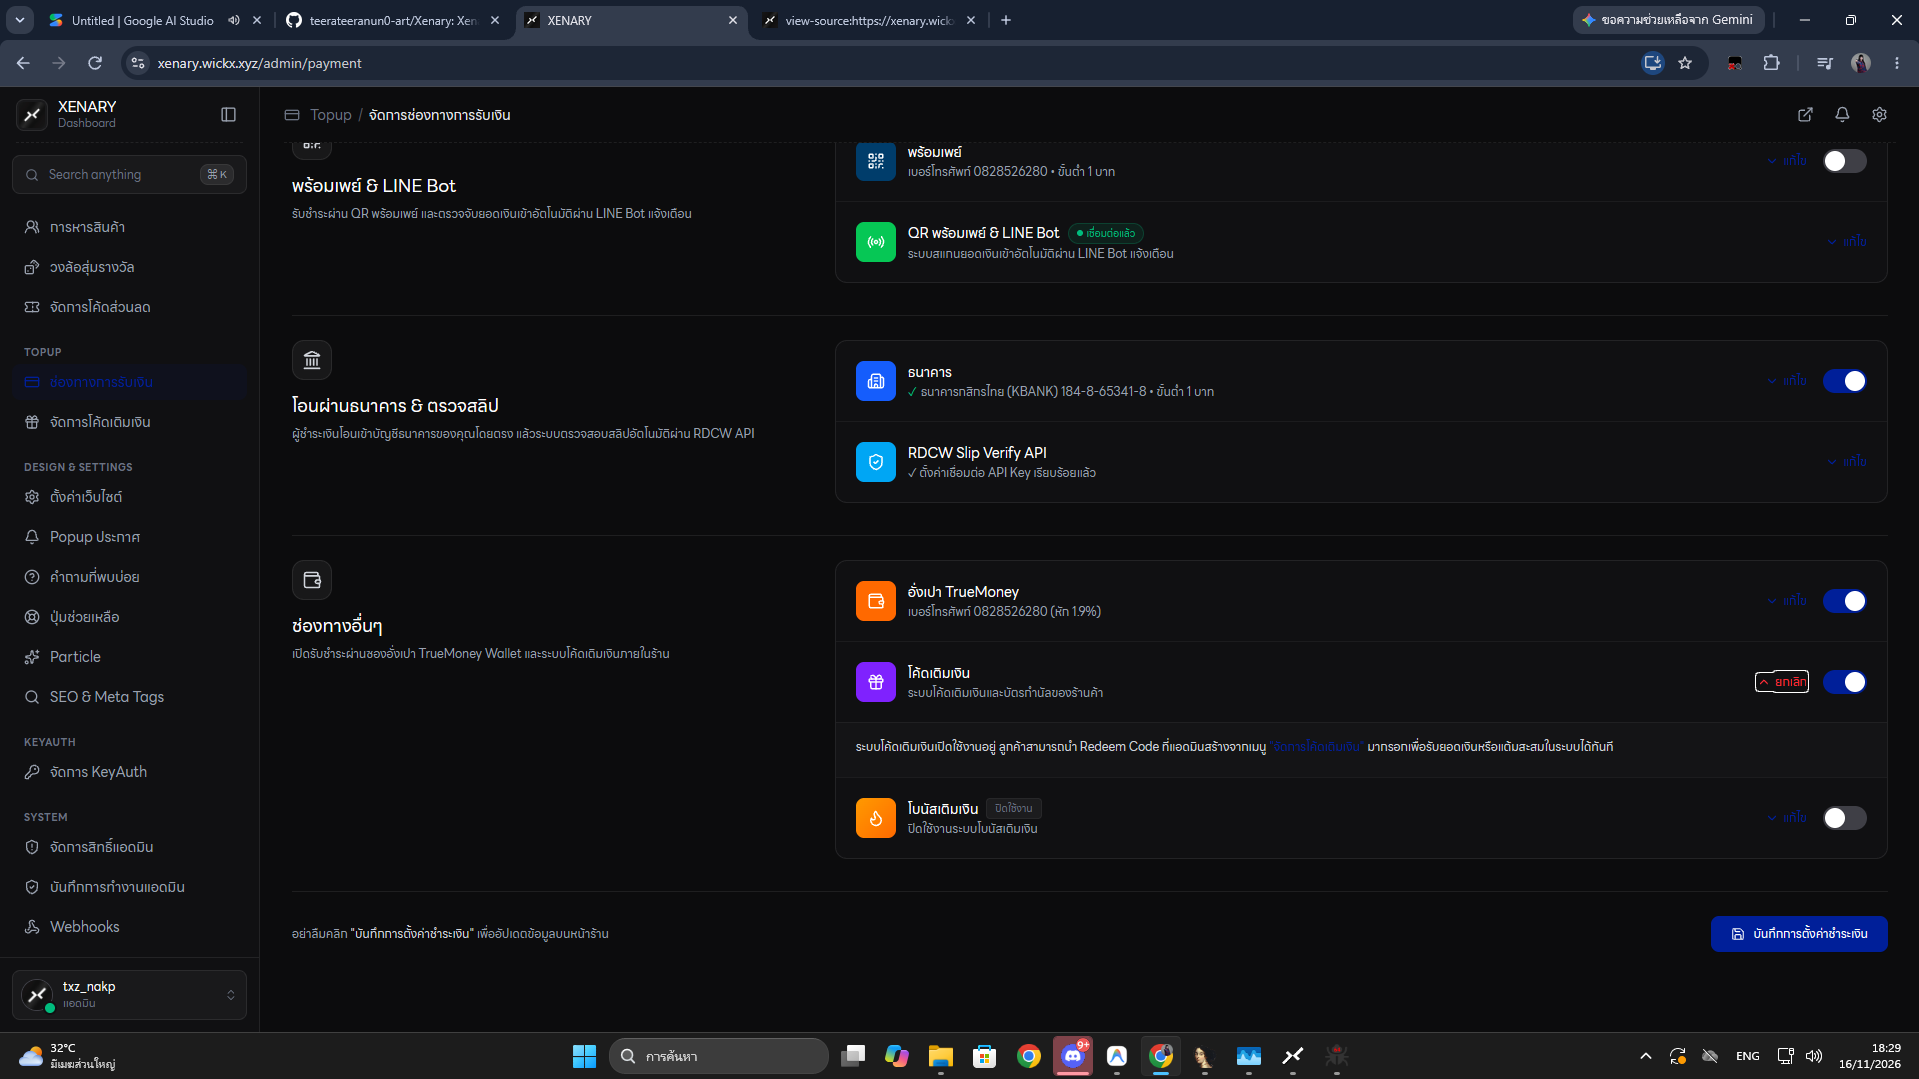 Untitled | Google AI Studio
teerateeranun0-art/Xenary: Xen
XENARY
view-source:https://xenary.wick
ขอความช่วยเหลือจาก Gemini
xenary.wickx.xyz/admin/payment
XENARY
Dashboard
Topup / จัดการช่องทางการรับเงิน
Search anything
⌘ K
การหารสินค้า
วงล้อสุ่มรางวัล
จัดการโค้ดส่วนลด
TOPUP
ช่องทางการรับเงิน
จัดการโค้ดเติมเงิน
DESIGN & SETTINGS
ตั้งค่าเว็บไซต์
Popup ประกาศ
คำถามที่พบบ่อย
ปุ่มช่วยเหลือ
Particle
SEO & Meta Tags
KEYAUTH
จัดการ KeyAuth
SYSTEM
จัดการสิทธิ์แอดมิน
บันทึกการทำงานแอดมิน
Webhooks
txz_nakp
แอดมิน
พร้อมเพย์ & LINE Bot
รับชำระผ่าน QR พร้อมเพย์ และตรวจจับยอดเงินเข้าอัตโนมัติผ่าน LINE Bot แจ้งเตือน
พร้อมเพย์
เบอร์โทรศัพท์ 0828526280 • ขั้นต่ำ 1 บาท
แก้ไข
QR พร้อมเพย์ & LINE Bot
เชื่อมต่อแล้ว
ระบบสแกนยอดเงินเข้าอัตโนมัติผ่าน LINE Bot แจ้งเตือน
แก้ไข
โอนผ่านธนาคาร & ตรวจสลิป
ผู้ชำระเงินโอนเข้าบัญชีธนาคารของคุณโดยตรง แล้วระบบตรวจสอบสลิปอัตโนมัติผ่าน RDCW API
ธนาคาร
✓ ธนาคารกสิกรไทย (KBANK) 184-8-65341-8 • ขั้นต่ำ 1 บาท
แก้ไข
RDCW Slip Verify API
✓ ตั้งค่าเชื่อมต่อ API Key เรียบร้อยแล้ว
แก้ไข
ช่องทางอื่นๆ
เปิดรับชำระผ่านซองอั่งเปา TrueMoney Wallet และระบบโค้ดเติมเงินภายในร้าน
อั่งเปา TrueMoney
เบอร์โทรศัพท์ 0828526280 (หัก 1.9%)
แก้ไข
โค้ดเติมเงิน
ระบบโค้ดเติมเงินและบัตรกำนัลของร้านค้า
ยกเลิก
ระบบโค้ดเติมเงินเปิดใช้งานอยู่ ลูกค้าสามารถนำ Redeem Code ที่แอดมินสร้างจากเมนู "จัดการโค้ดเติมเงิน" มากรอกเพื่อรับยอดเงินหรือแต้มสะสมในระบบได้ทันที
โบนัสเติมเงิน
ปิดใช้งาน
ปิดใช้งานระบบโบนัสเติมเงิน
แก้ไข
อย่าลืมคลิก "บันทึกการตั้งค่าชำระเงิน" เพื่ออัปเดตข้อมูลบนหน้าร้าน
บันทึกการตั้งค่าชำระเงิน
32°C
มีเมฆส่วนใหญ่
การค้นหา
9+
ENG
18:29
16/11/2026